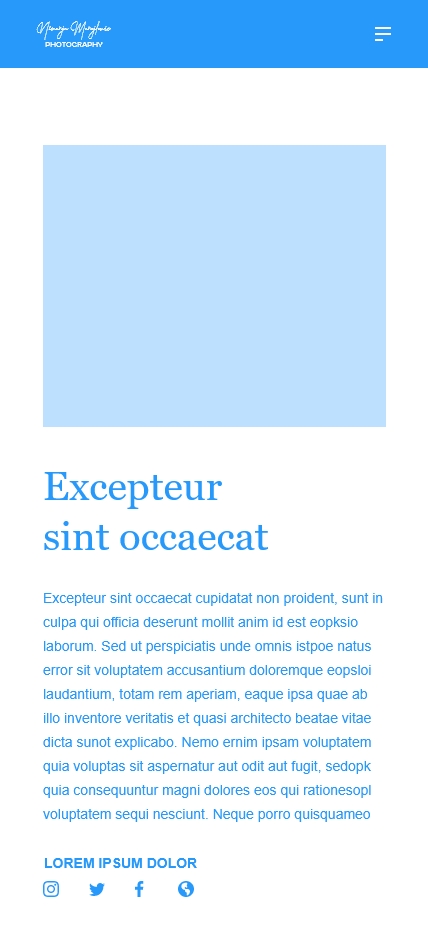 PHOTOGRAPHY
Excepteur
sint occaecat
Excepteur sint occaecat cupidatat non proident, sunt in
culpa qui officia deserunt mollit anim id est eopksio
laborum. Sed ut perspiciatis unde omnis istpoe natus
error sit voluptatem accusantium doloremque eopsloi
laudantium, totam rem aperiam, eaque ipsa quae ab
illo inventore veritatis et quasi architecto beatae vitae
dicta sunot explicabo. Nemo ernim ipsam voluptatem
quia voluptas sit aspernatur aut odit aut fugit, sedopk
quia consequuntur magni dolores eos qui rationesopl
voluptatem sequi nesciunt. Neque porro quisquameo
LOREM IPSUM DOLOR